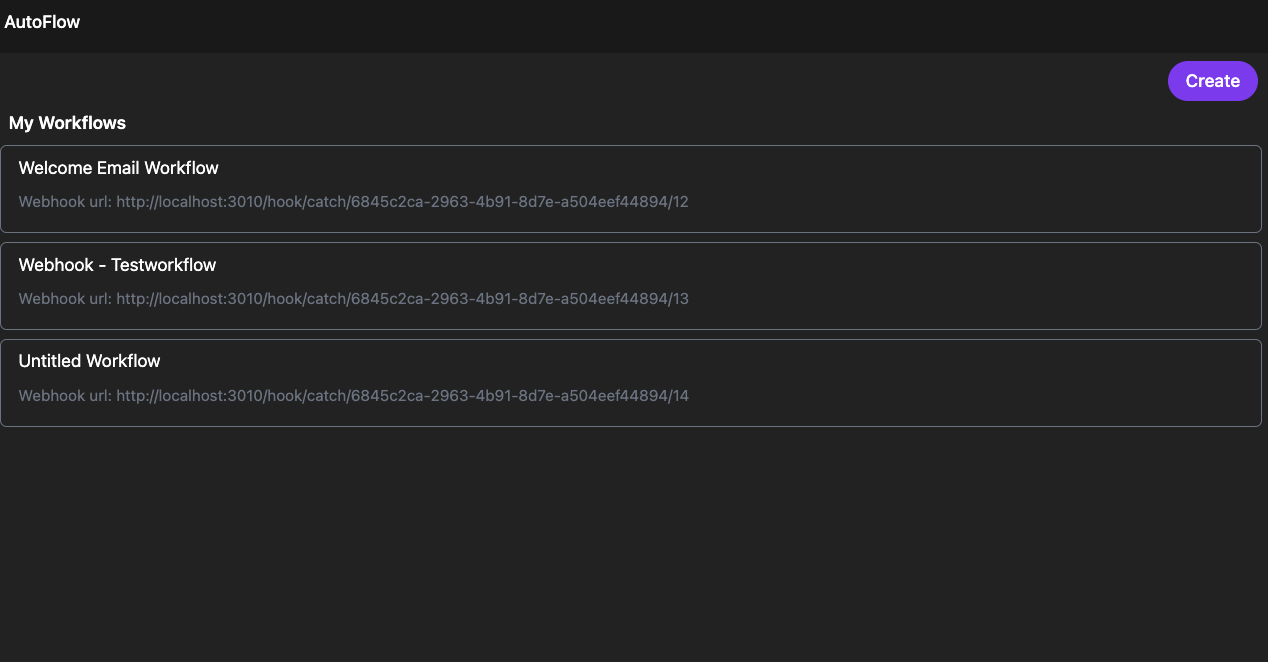 AutoFlow
Create
My Workflows
Welcome Email Workflow
Webhook url: http://localhost:3010/hook/catch/6845c2ca-2963-4b91-8d7e-a504eef44894/12
Webhook - Testworkflow
Webhook url: http://localhost:3010/hook/catch/6845c2ca-2963-4b91-8d7e-a504eef44894/13
Untitled Workflow
Webhook url: http://localhost:3010/hook/catch/6845c2ca-2963-4b91-8d7e-a504eef44894/14